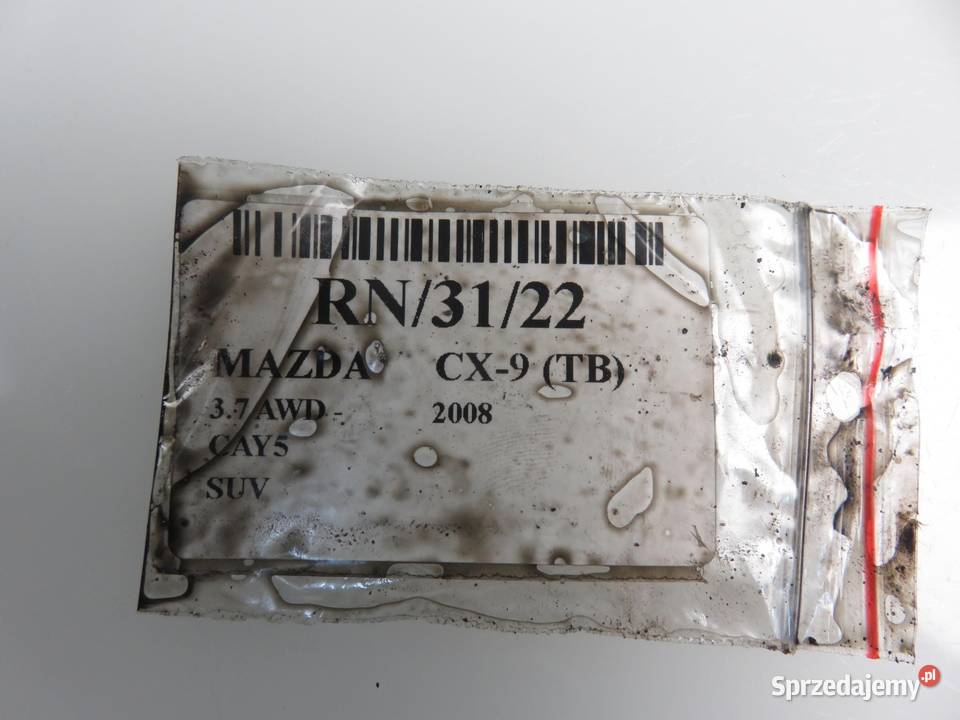 RN/31/22
MAZDA CX-9 (TB)
3.7 AWD - 2008
CAY5
SUV
Sprzedajemy.pl